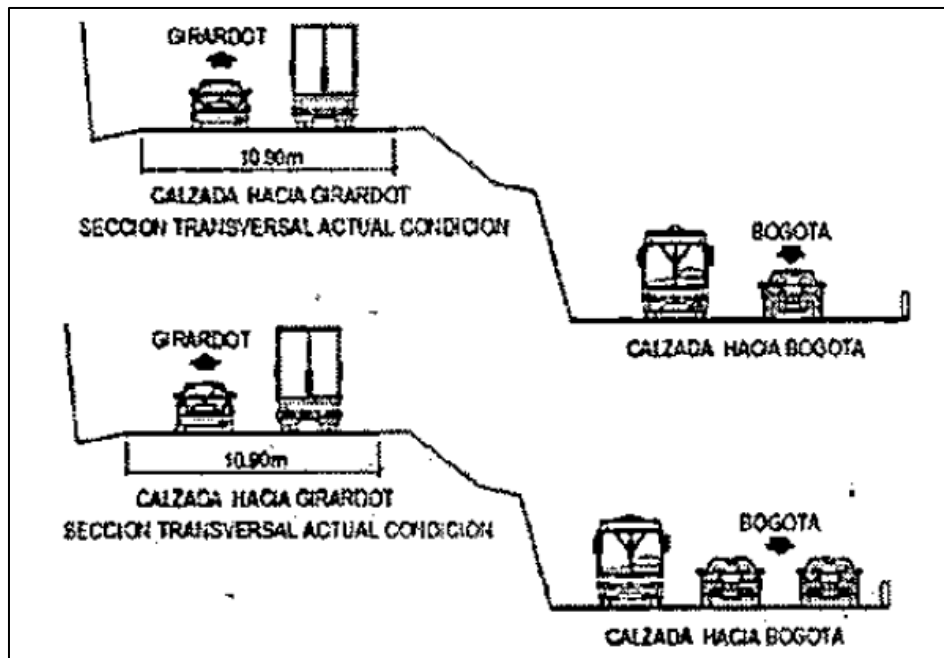 GIRARDOT
10.90m
CALZADA HACIA GIRARDOT
SECCION TRANSVERSAL ACTUAL CONDICION
BOGOTA
CALZADA HACIA BOGOTA
GIRARDOT
10.90m
CALZADA HACIA GIRARDOT
SECCION TRANSVERSAL ACTUAL CONDICION
BOGOTA
CALZADA HACIA BOGOTA